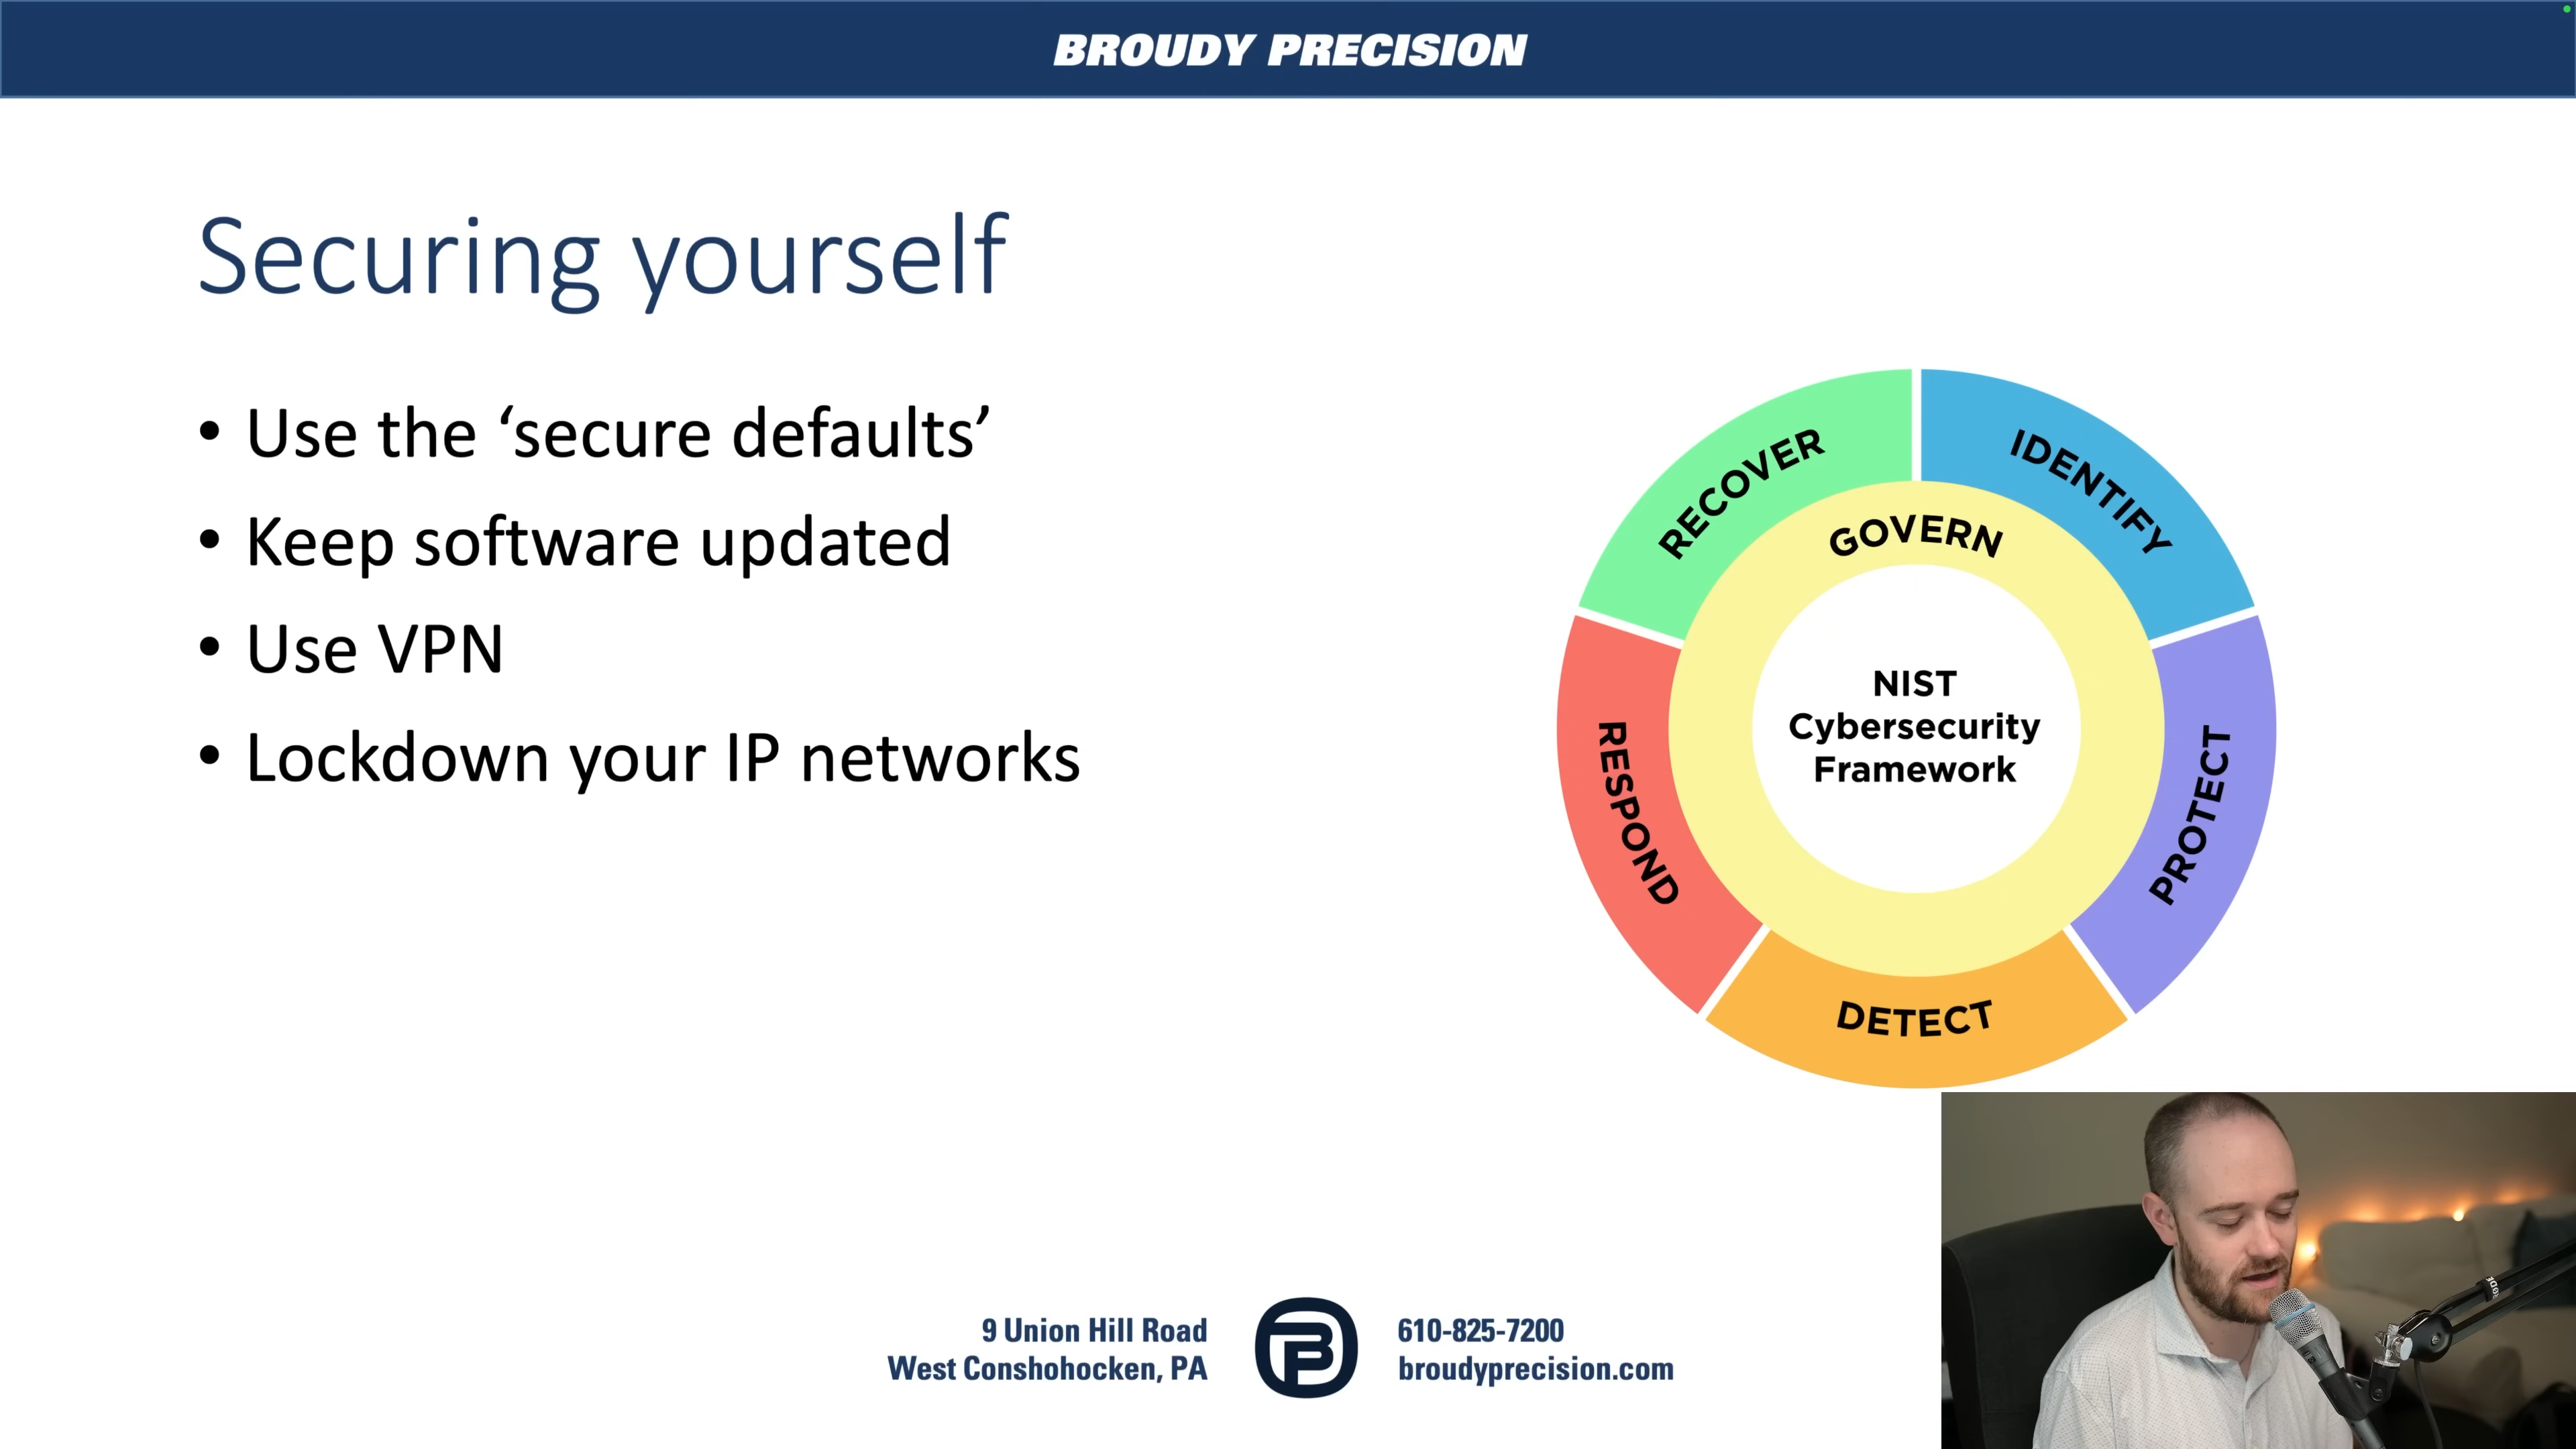 BROUDY PRECISION
Securing yourself
• Use the ‘secure defaults’
• Keep software updated
• Use VPN
• Lockdown your IP networks
RECOVER
IDENTIFY
GOVERN
NIST
Cybersecurity
Framework
RESPOND
PROTECT
DETECT
9 Union Hill Road
West Conshohocken, PA
610-825-7200
broudyprecision.com